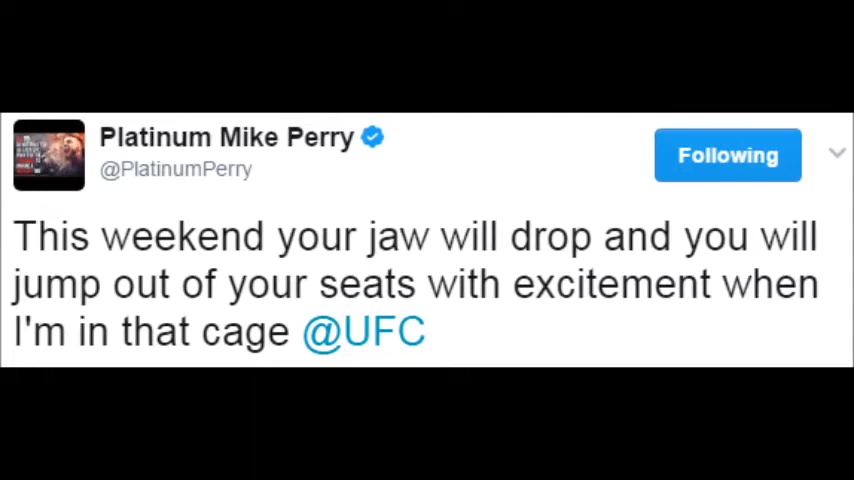 Platinum Mike Perry
@PlatinumPerry
Following
This weekend your jaw will drop and you will
jump out of your seats with excitement when
I'm in that cage @UFC